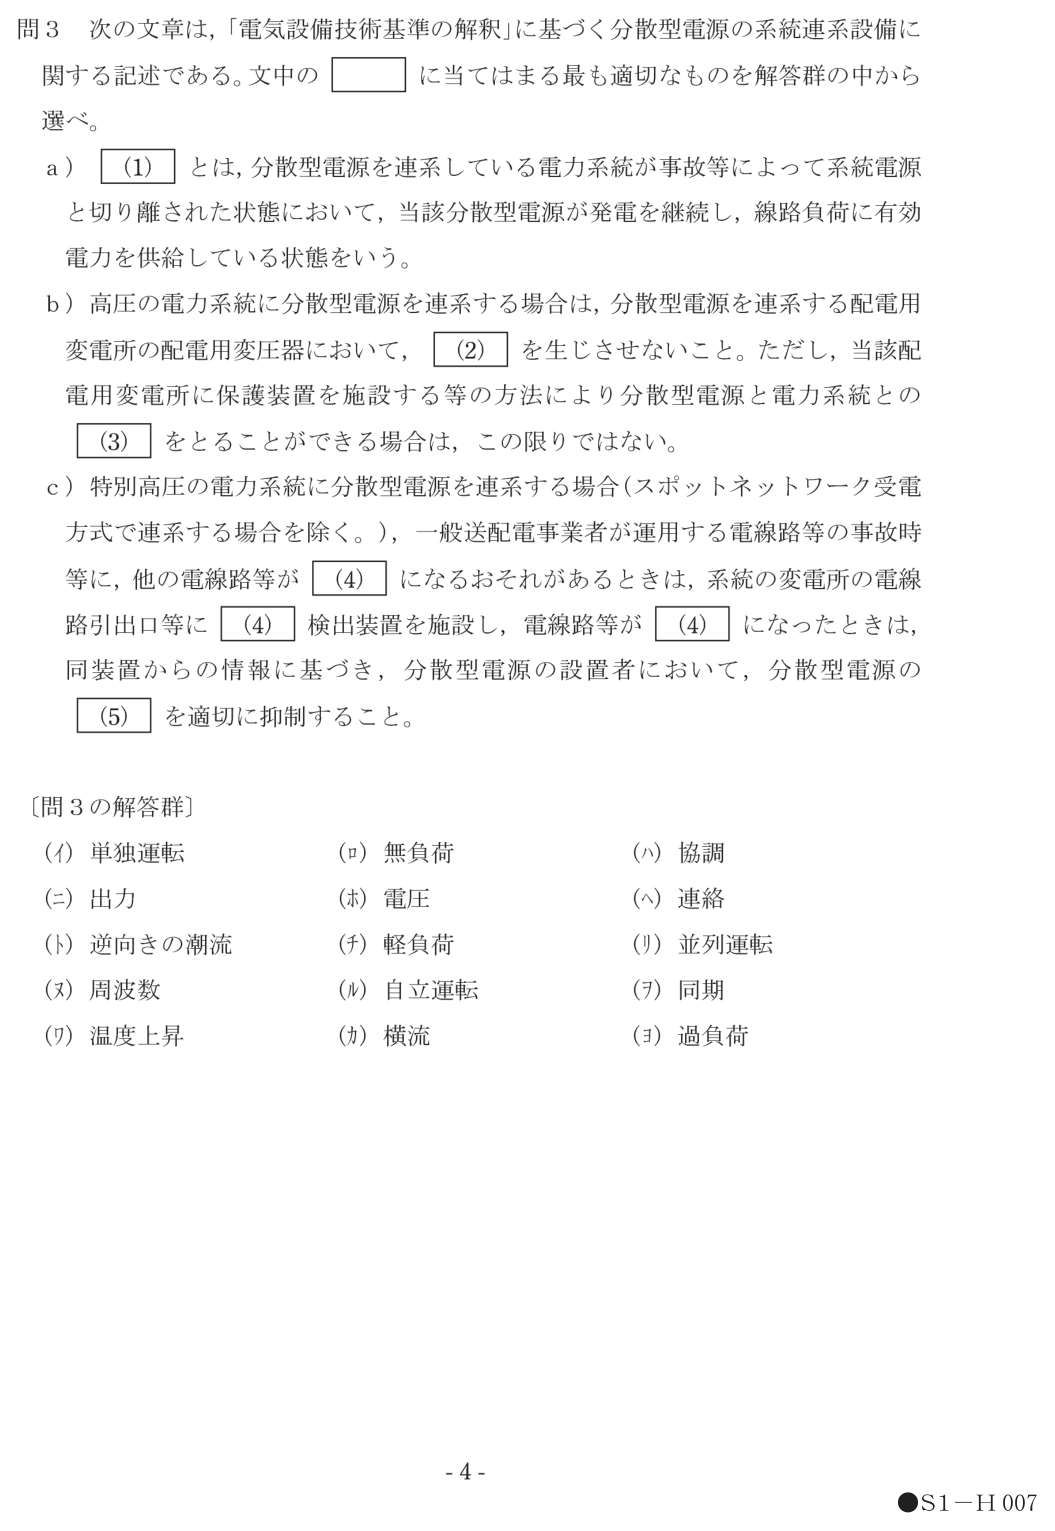 問３　次の文章は，「電気設備技術基準の解釈」に基づく分散型電源の系統連系設備に
関する記述である。文中の　　　に当てはまる最も適切なものを解答群の中から
選べ。
ａ）　(1)　とは，分散型電源を連系している電力系統が事故等によって系統電源
と切り離された状態において，当該分散型電源が発電を継続し，線路負荷に有効
電力を供給している状態をいう。
ｂ）高圧の電力系統に分散型電源を連系する場合は，分散型電源を連系する配電用
変電所の配電用変圧器において，　(2)　を生じさせないこと。ただし，当該配
電用変電所に保護装置を施設する等の方法により分散型電源と電力系統との
(3)　をとることができる場合は，この限りではない。
ｃ）特別高圧の電力系統に分散型電源を連系する場合（スポットネットワーク受電
方式で連系する場合を除く。），一般送配電事業者が運用する電線路等の事故時
等に，他の電線路等が　(4)　になるおそれがあるときは，系統の変電所の電線
路引出口等に　(4)　検出装置を施設し，電線路等が　(4)　になったときは，
同装置からの情報に基づき，分散型電源の設置者において，分散型電源の
(5)　を適切に抑制すること。
〔問３の解答群〕
(ｲ)　単独運転　(ﾛ)　無負荷　(ﾊ)　協調
(ﾆ)　出力　(ﾎ)　電圧　(ﾍ)　連絡
(ﾄ)　逆向きの潮流　(ﾁ)　軽負荷　(ﾘ)　並列運転
(ﾇ)　周波数　(ﾙ)　自立運転　(ｦ)　同期
(ﾜ)　温度上昇　(ｶ)　横流　(ﾖ)　過負荷
- 4 -
●Ｓ１－Ｈ 007